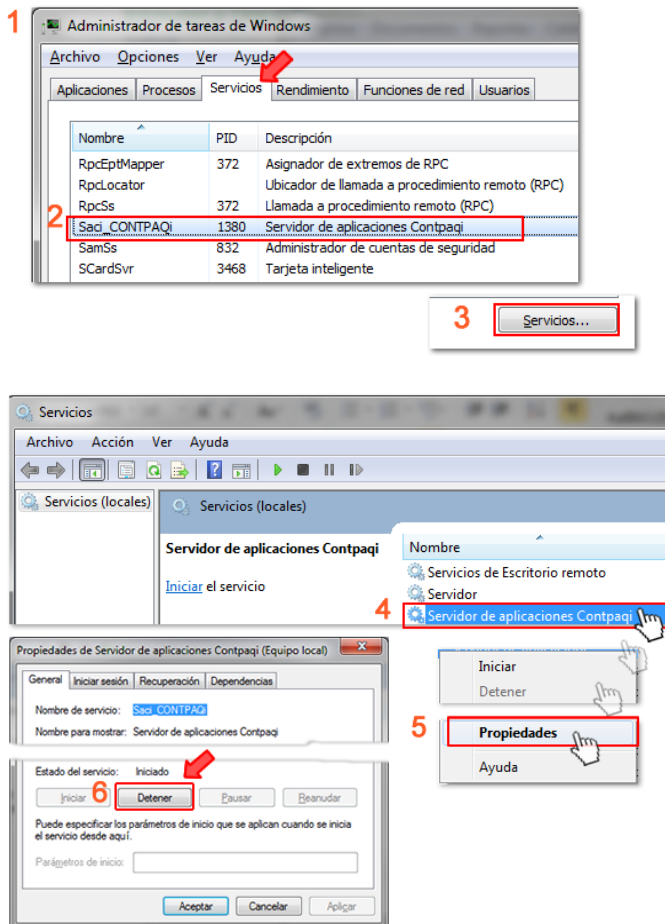 1
Administrador de tareas de Windows
Archivo Opciones Ver Ayuda
Aplicaciones Procesos Servicios Rendimiento Funciones de red Usuarios
Nombre PID Descripción
RpcEptMapper 372 Asignador de extremos de RPC
RpcLocator Ubicador de llamada a procedimiento remoto (RPC)
RpcSs 372 Llamada a procedimiento remoto (RPC)
2 Saci_CONTPAQi 1380 Servidor de aplicaciones Contpaqi
SamSs 832 Administrador de cuentas de seguridad
SCardSvr 3468 Tarjeta inteligente
3 Servicios...
Servicios
Archivo Acción Ver Ayuda
Servicios (locales)
Servicios (locales)
Servidor de aplicaciones Contpaqi
Iniciar el servicio
Nombre
Servicios de Escritorio remoto
Servidor
4 Servidor de aplicaciones Contpaqi
Iniciar
Detener
5 Propiedades
Ayuda
Propiedades de Servidor de aplicaciones Contpaqi (Equipo local)
General Iniciar sesión Recuperación Dependencias
Nombre de servicio: Saci_CONTPAQi
Nombre para mostrar: Servidor de aplicaciones Contpaqi
Estado del servicio: Iniciado
Iniciar 6 Detener Pausar Reanudar
Puede especificar los parámetros de inicio que se aplican cuando se inicia
el servicio desde aquí.
Parámetros de inicio:
Aceptar Cancelar Aplicar